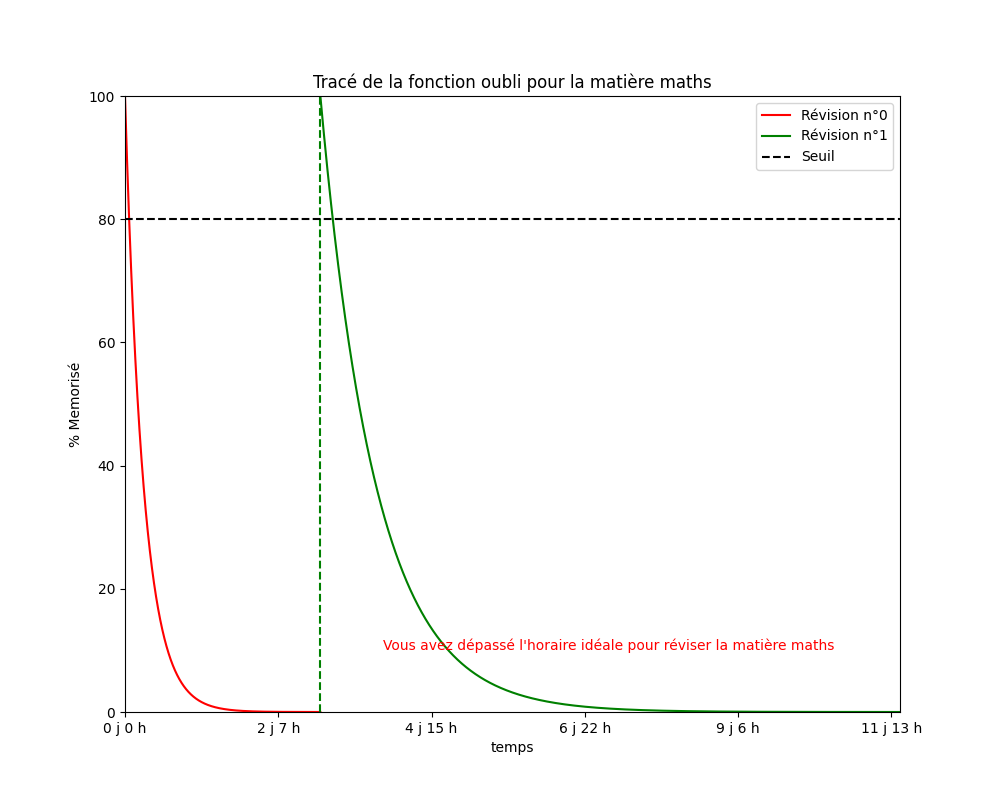 Tracé de la fonction oubli pour la matière maths
Révision n°0
Révision n°1
Seuil
100
80
60
40
20
0
% Memorisé
Vous avez dépassé l'horaire idéale pour réviser la matière maths
0 j 0 h
2 j 7 h
4 j 15 h
6 j 22 h
9 j 6 h
11 j 13 h
temps